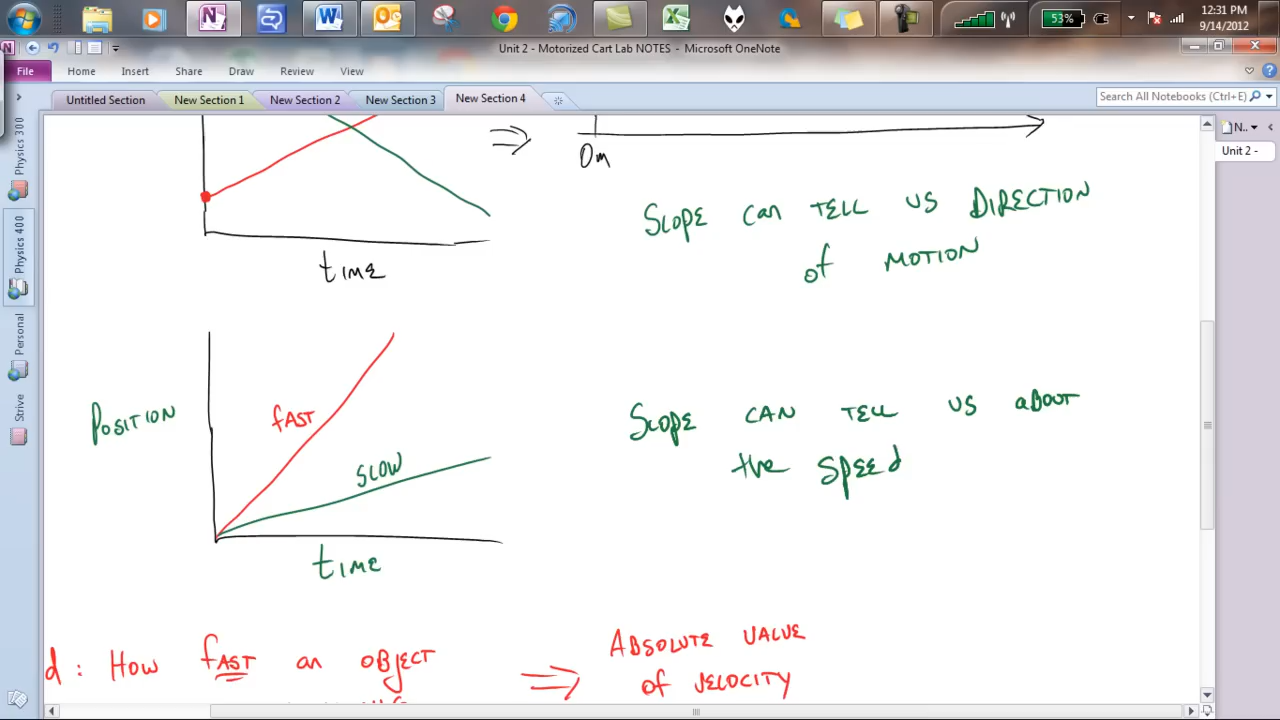 12:31 PM
53%
9/14/2012
Unit 2 - Motorized Cart Lab NOTES - Microsoft OneNote
File Home Insert Share Draw Review View
Untitled Section New Section 1 New Section 2 New Section 3 New Section 4
Search All Notebooks (Ctrl+E)
N..
Unit 2 -
Physics 300
Physics 400
Personal
Strive
0m
SLOPE can TELL US DIRECTION
of MOTION
tIME
POSITION
fAST
SLOW
tIME
SLOPE CAN TELL US aBOUT
the SPEEd
d : How fAST an OBJECT
ABSOLUTE VALUE
of VELOCITY